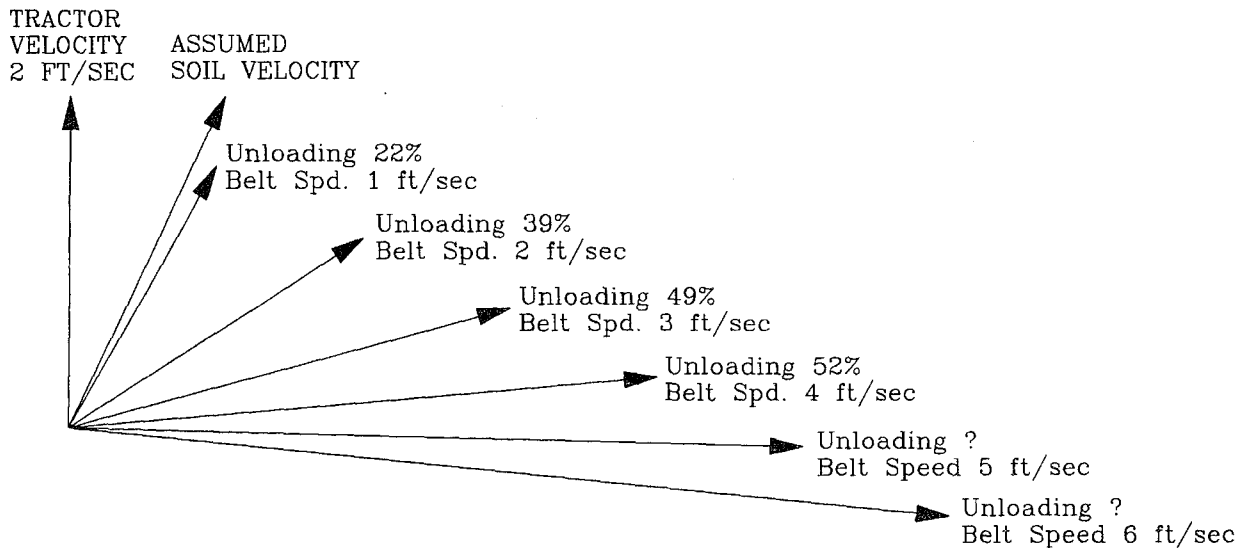 TRACTOR
VELOCITY
2 FT/SEC
ASSUMED
SOIL VELOCITY
Unloading 22%
Belt Spd. 1 ft/sec
Unloading 39%
Belt Spd. 2 ft/sec
Unloading 49%
Belt Spd. 3 ft/sec
Unloading 52%
Belt Spd. 4 ft/sec
Unloading ?
Belt Speed 5 ft/sec
Unloading ?
Belt Speed 6 ft/sec